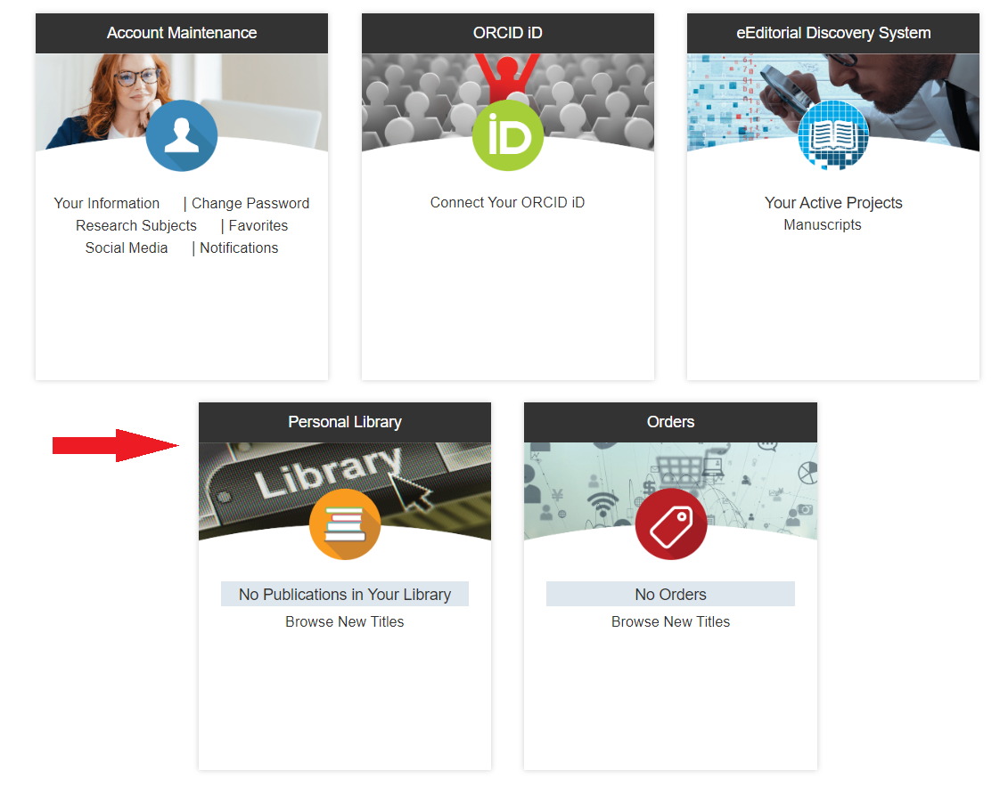 Account Maintenance
ORCID iD
eEditorial Discovery System
iD
Your Information | Change Password
Research Subjects | Favorites
Social Media | Notifications
Connect Your ORCID iD
Your Active Projects
Manuscripts
Personal Library
Orders
Library
No Publications in Your Library
Browse New Titles
No Orders
Browse New Titles